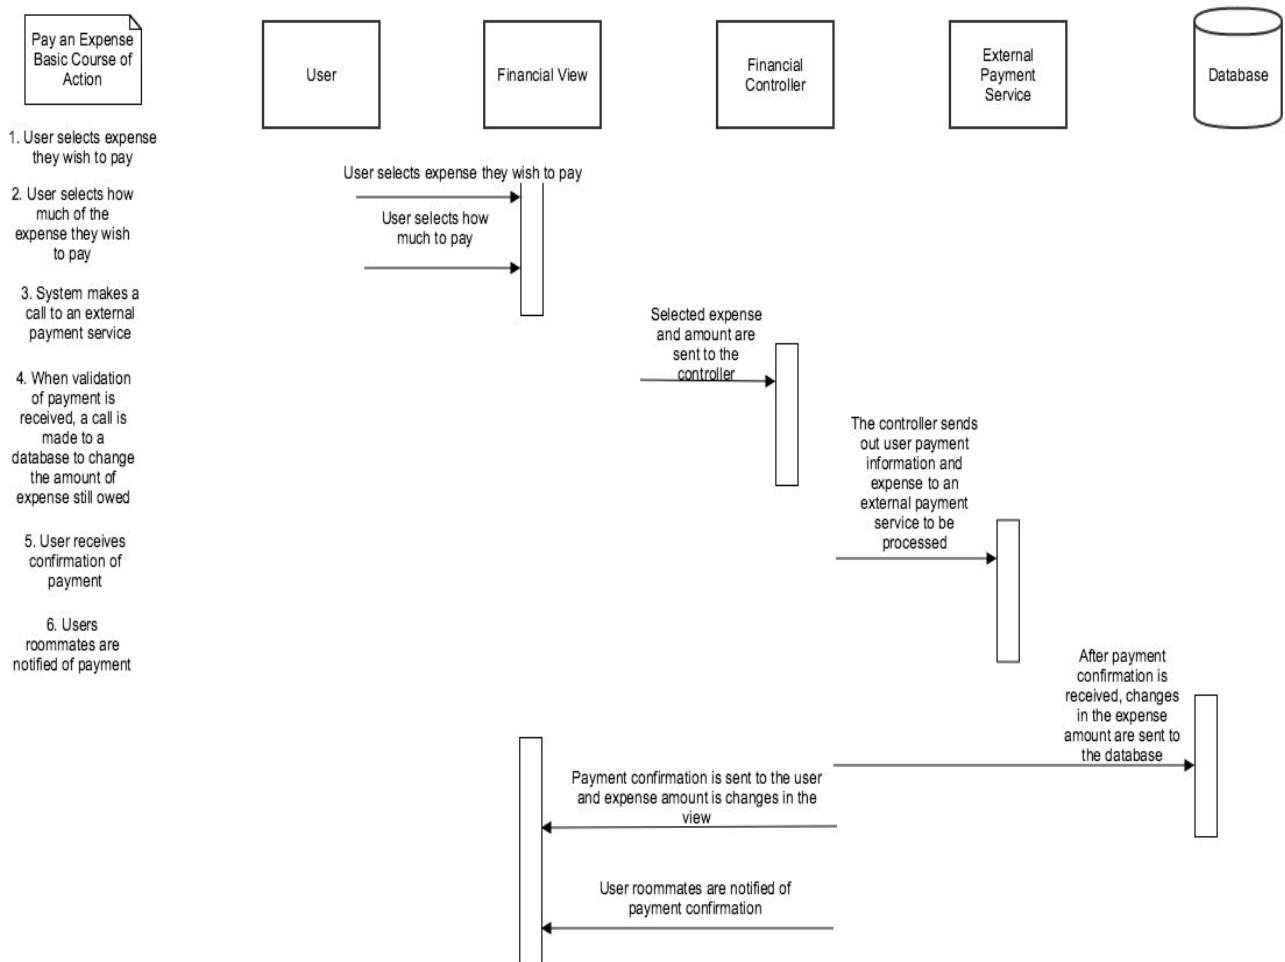 Pay an Expense
Basic Course of
Action
User
Financial View
Financial
Controller
External
Payment
Service
Database
1. User selects expense
they wish to pay
2. User selects how
much of the
expense they wish
to pay
3. System makes a
call to an external
payment service
4. When validation
of payment is
received, a call is
made to a
database to change
the amount of
expense still owed
5. User receives
confirmation of
payment
6. Users
roommates are
notified of payment
User selects expense they wish to pay
User selects how
much to pay
Selected expense
and amount are
sent to the
controller
The controller sends
out user payment
information and
expense to an
external payment
service to be
processed
After payment
confirmation is
received, changes
in the expense
amount are sent to
the database
Payment confirmation is sent to the user
and expense amount is changes in the
view
User roommates are notified of
payment confirmation